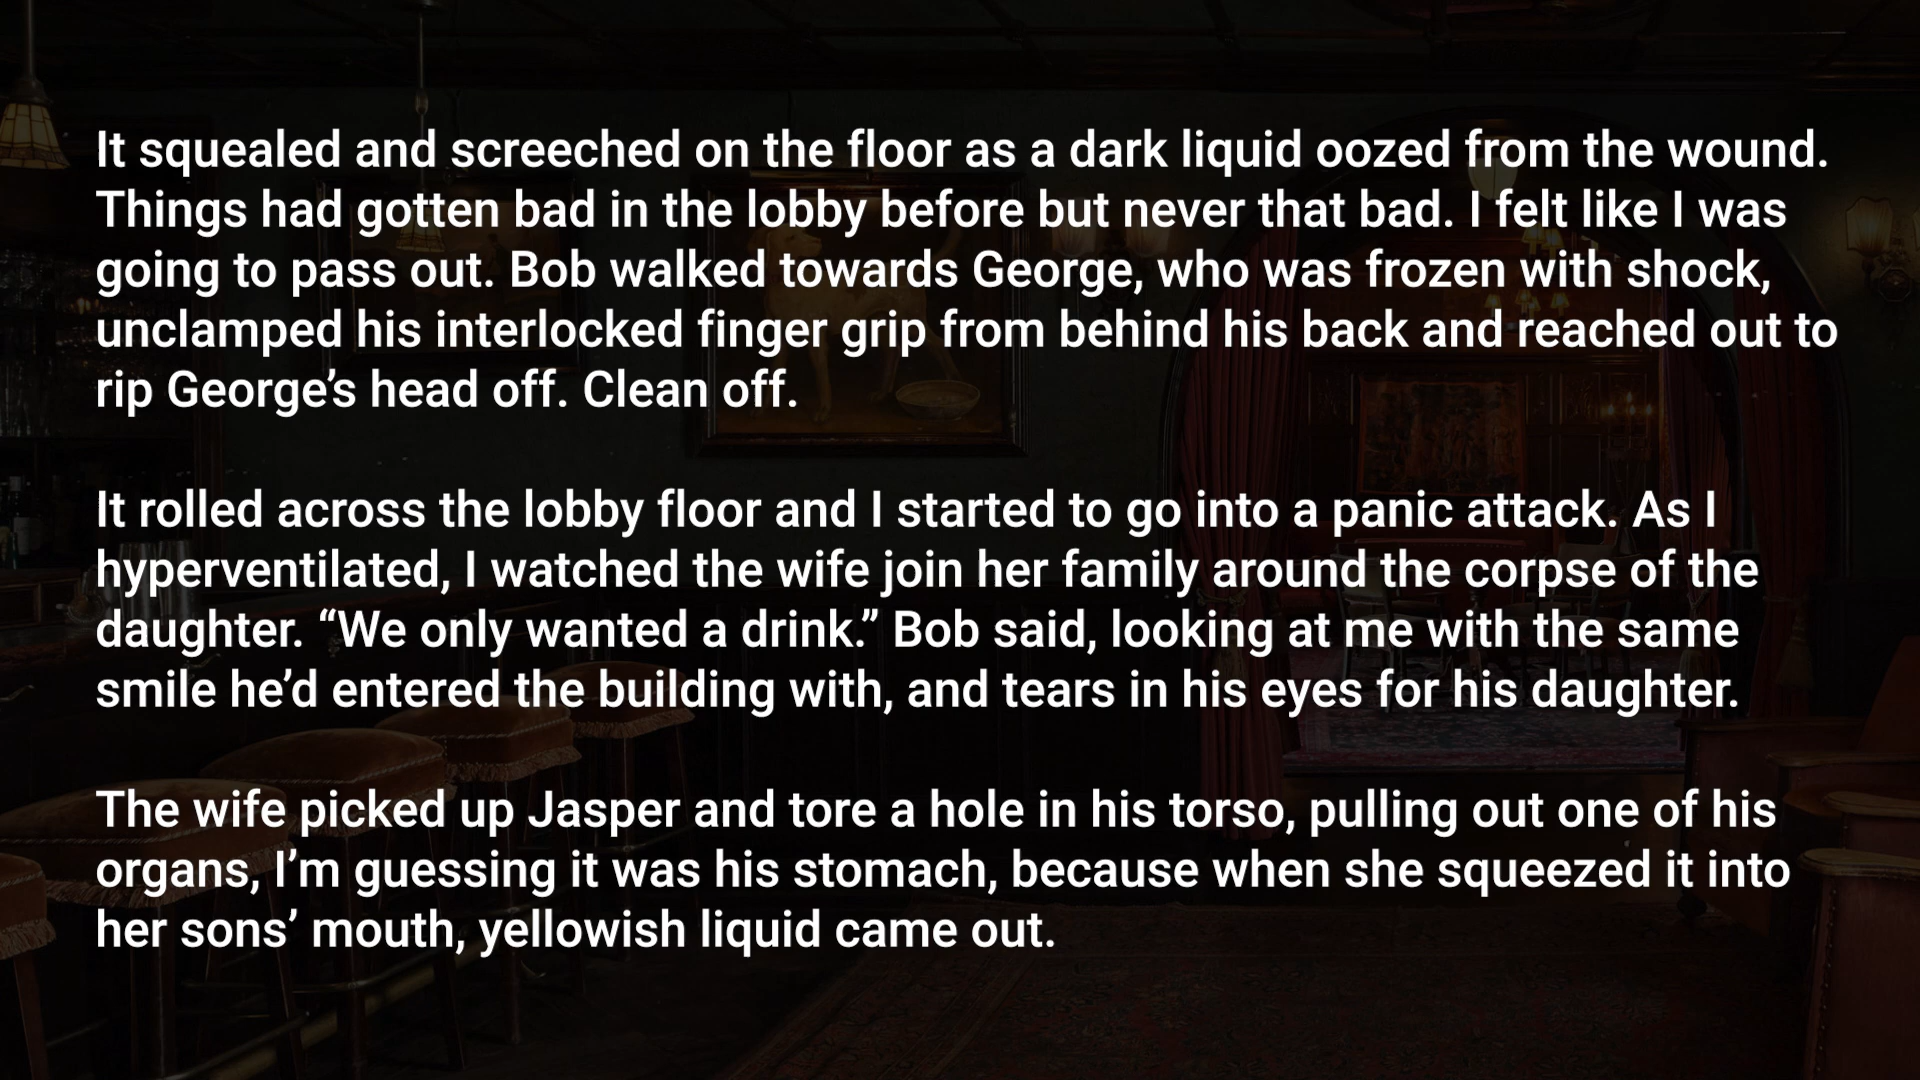 It squealed and screeched on the floor as a dark liquid oozed from the wound.
Things had gotten bad in the lobby before but never that bad. I felt like I was
going to pass out. Bob walked towards George, who was frozen with shock,
unclamped his interlocked finger grip from behind his back and reached out to
rip George’s head off. Clean off.
It rolled across the lobby floor and I started to go into a panic attack. As I
hyperventilated, I watched the wife join her family around the corpse of the
daughter. “We only wanted a drink.” Bob said, looking at me with the same
smile he’d entered the building with, and tears in his eyes for his daughter.
The wife picked up Jasper and tore a hole in his torso, pulling out one of his
organs, I’m guessing it was his stomach, because when she squeezed it into
her sons’ mouth, yellowish liquid came out.